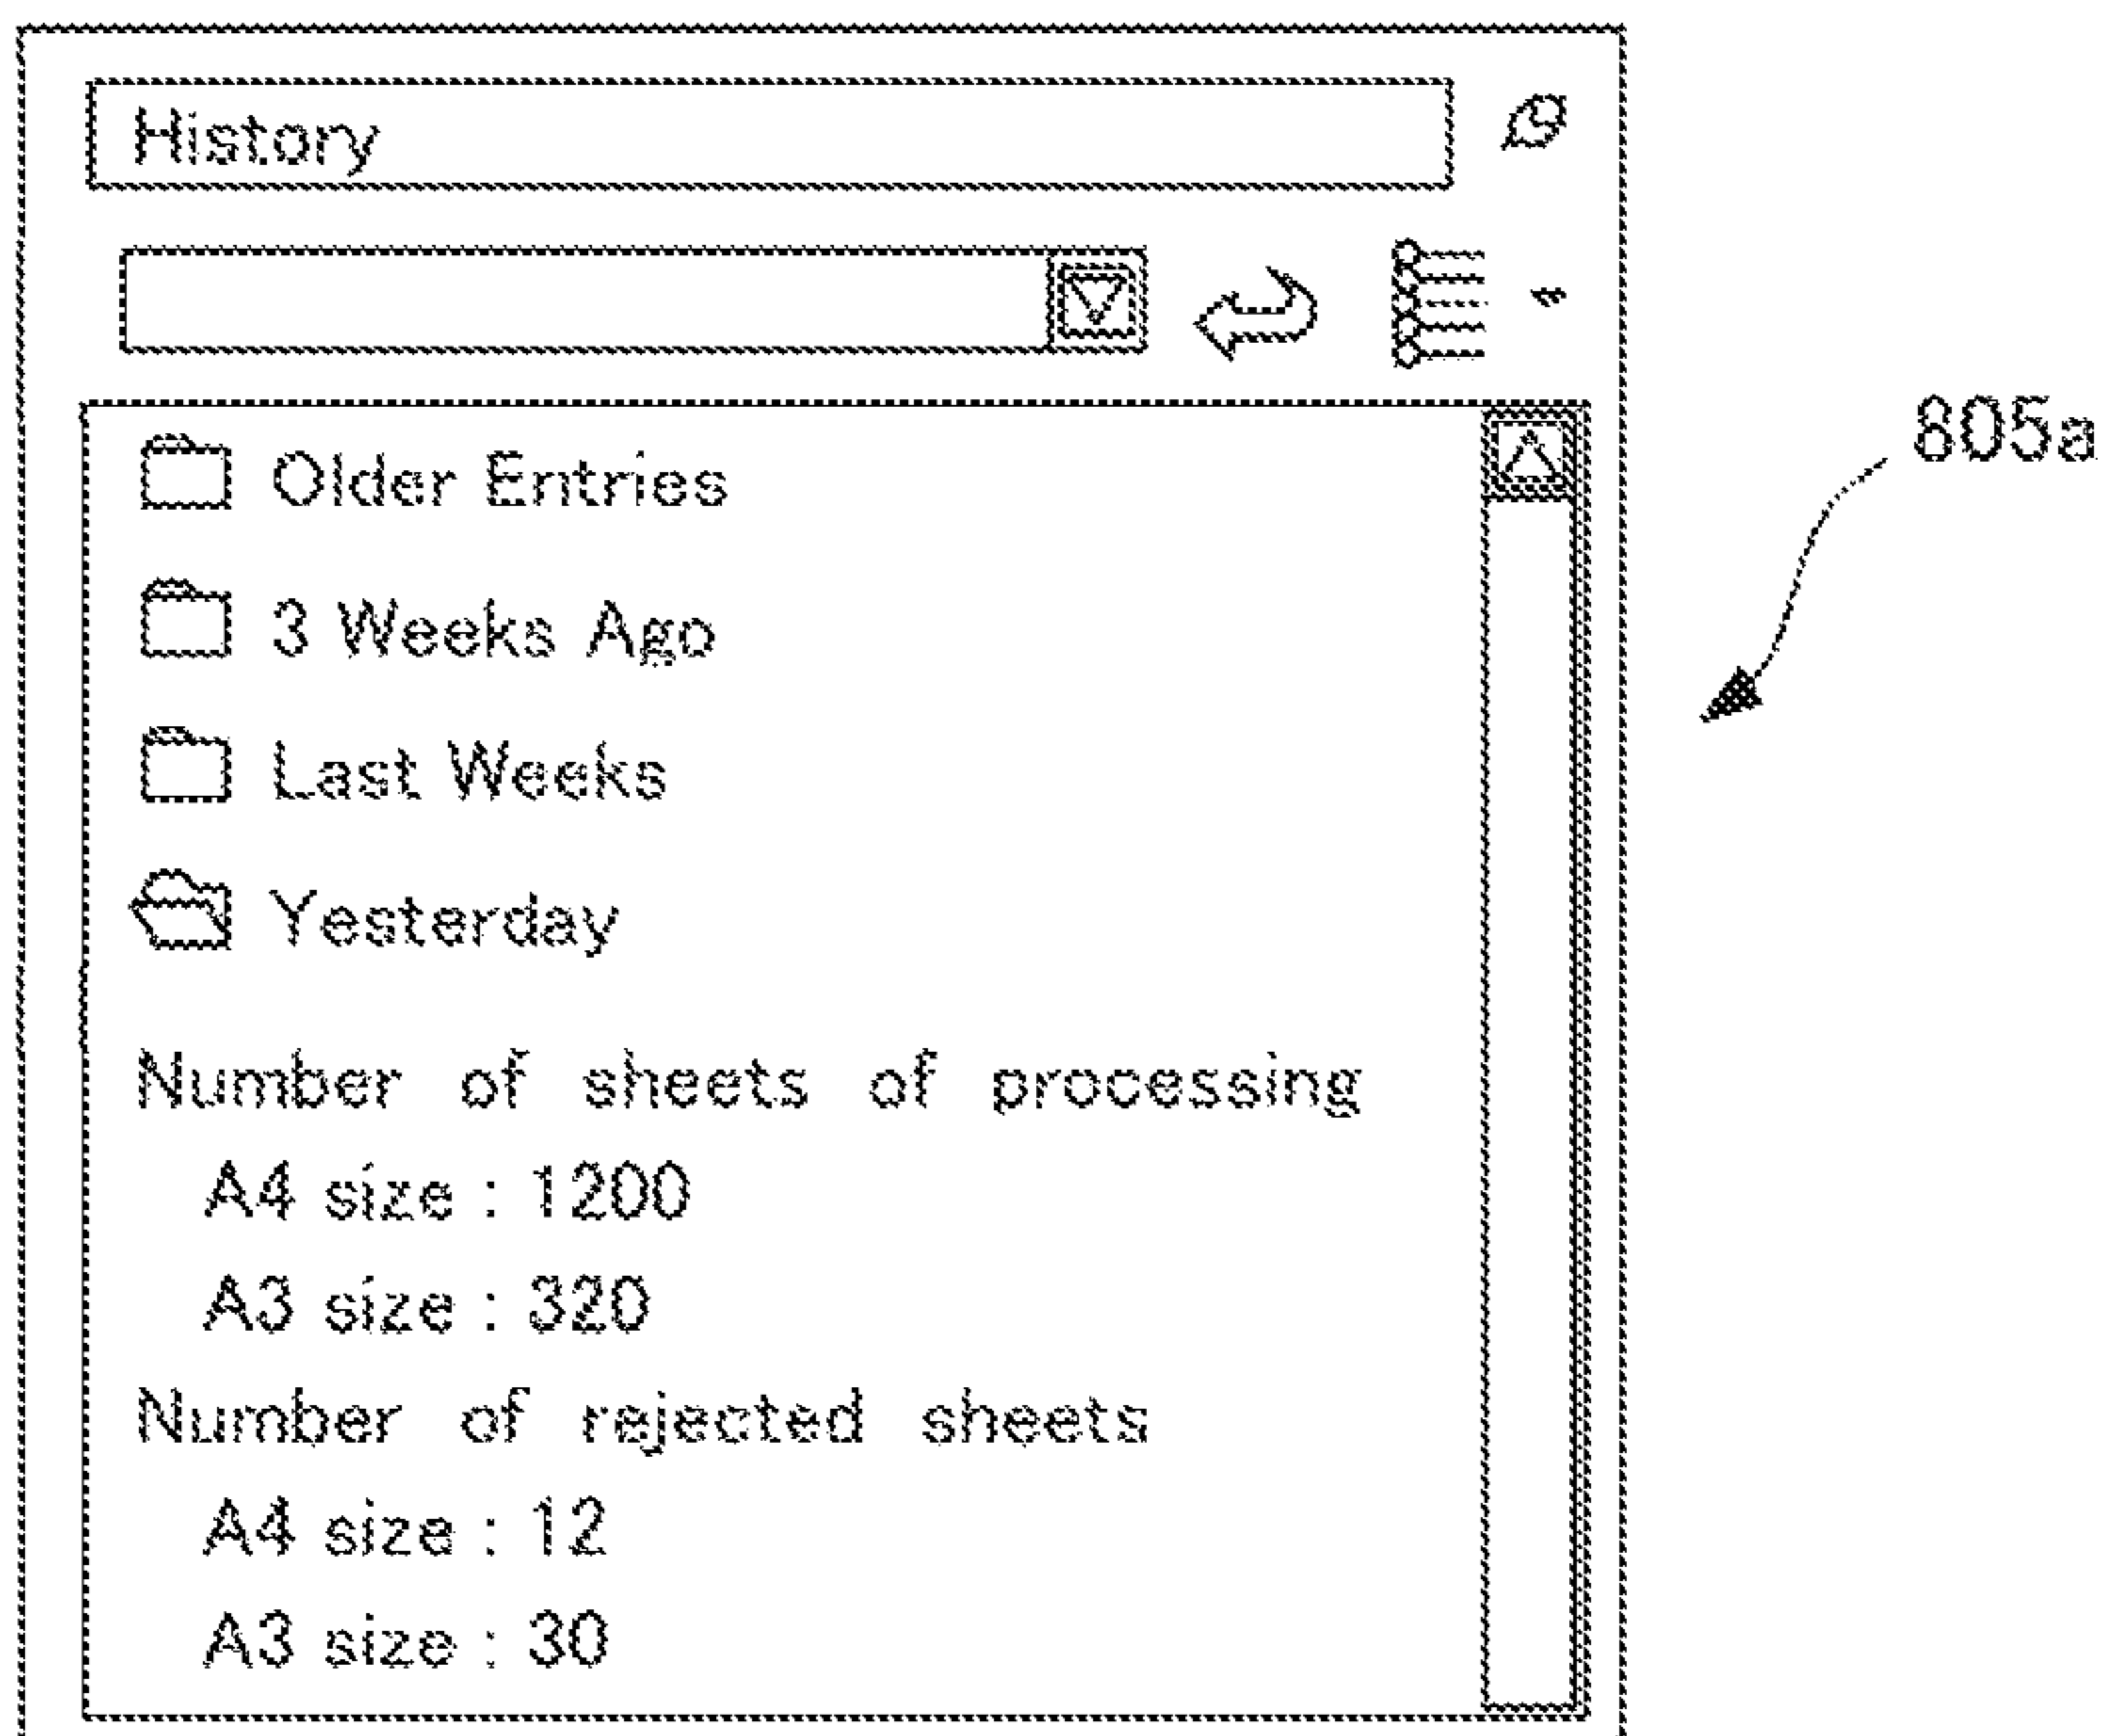 History
805a
Older Entries
3 Weeks Ago
Last Weeks
Yesterday
Number of sheets of processing
A4 size : 1200
A3 size : 320
Number of rejected sheets
A4 size : 12
A3 size : 30